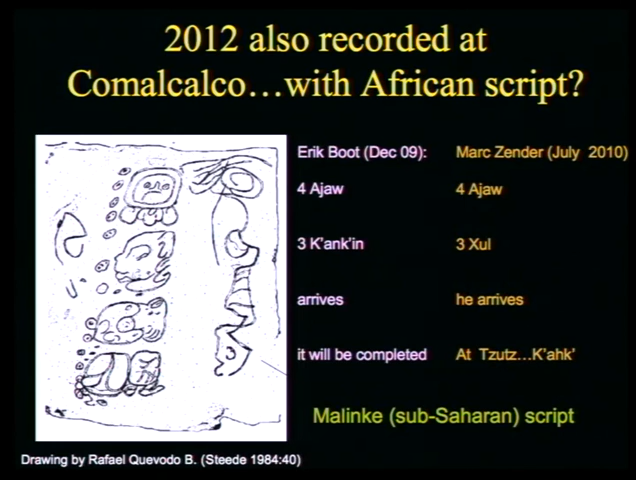 2012 also recorded at
Comalcalco…with African script?
Erik Boot (Dec 09): Marc Zender (July 2010)
4 Ajaw 4 Ajaw
3 K'ank'in 3 Xul
arrives he arrives
it will be completed At Tzutz…K'ahk'
Malinke (sub-Saharan) script
Drawing by Rafael Quevodo B. (Steede 1984:40)